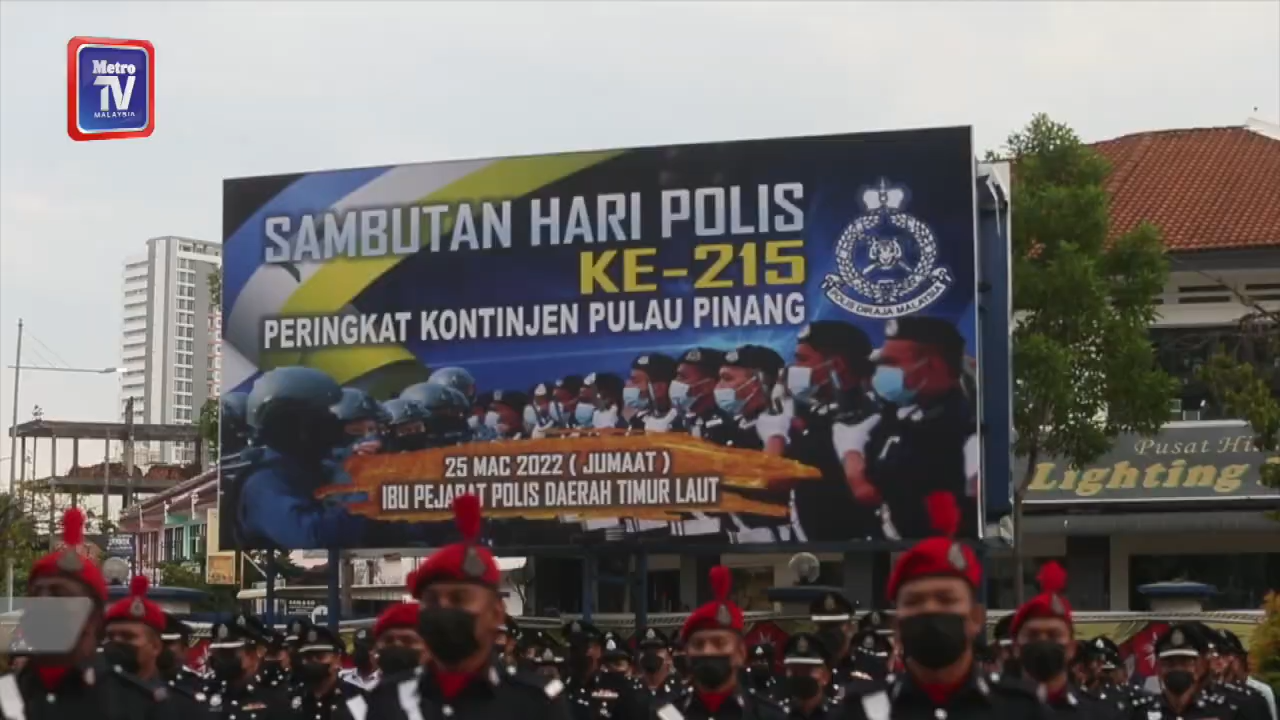 Metro
TV
MALAYSIA
SAMBUTAN HARI POLIS
KE-215
PERINGKAT KONTINJEN PULAU PINANG
POLIS DIRAJA MALAYSIA
25 MAC 2022 ( JUMAAT )
IBU PEJABAT POLIS DAERAH TIMUR LAUT
Pusat
Lighting